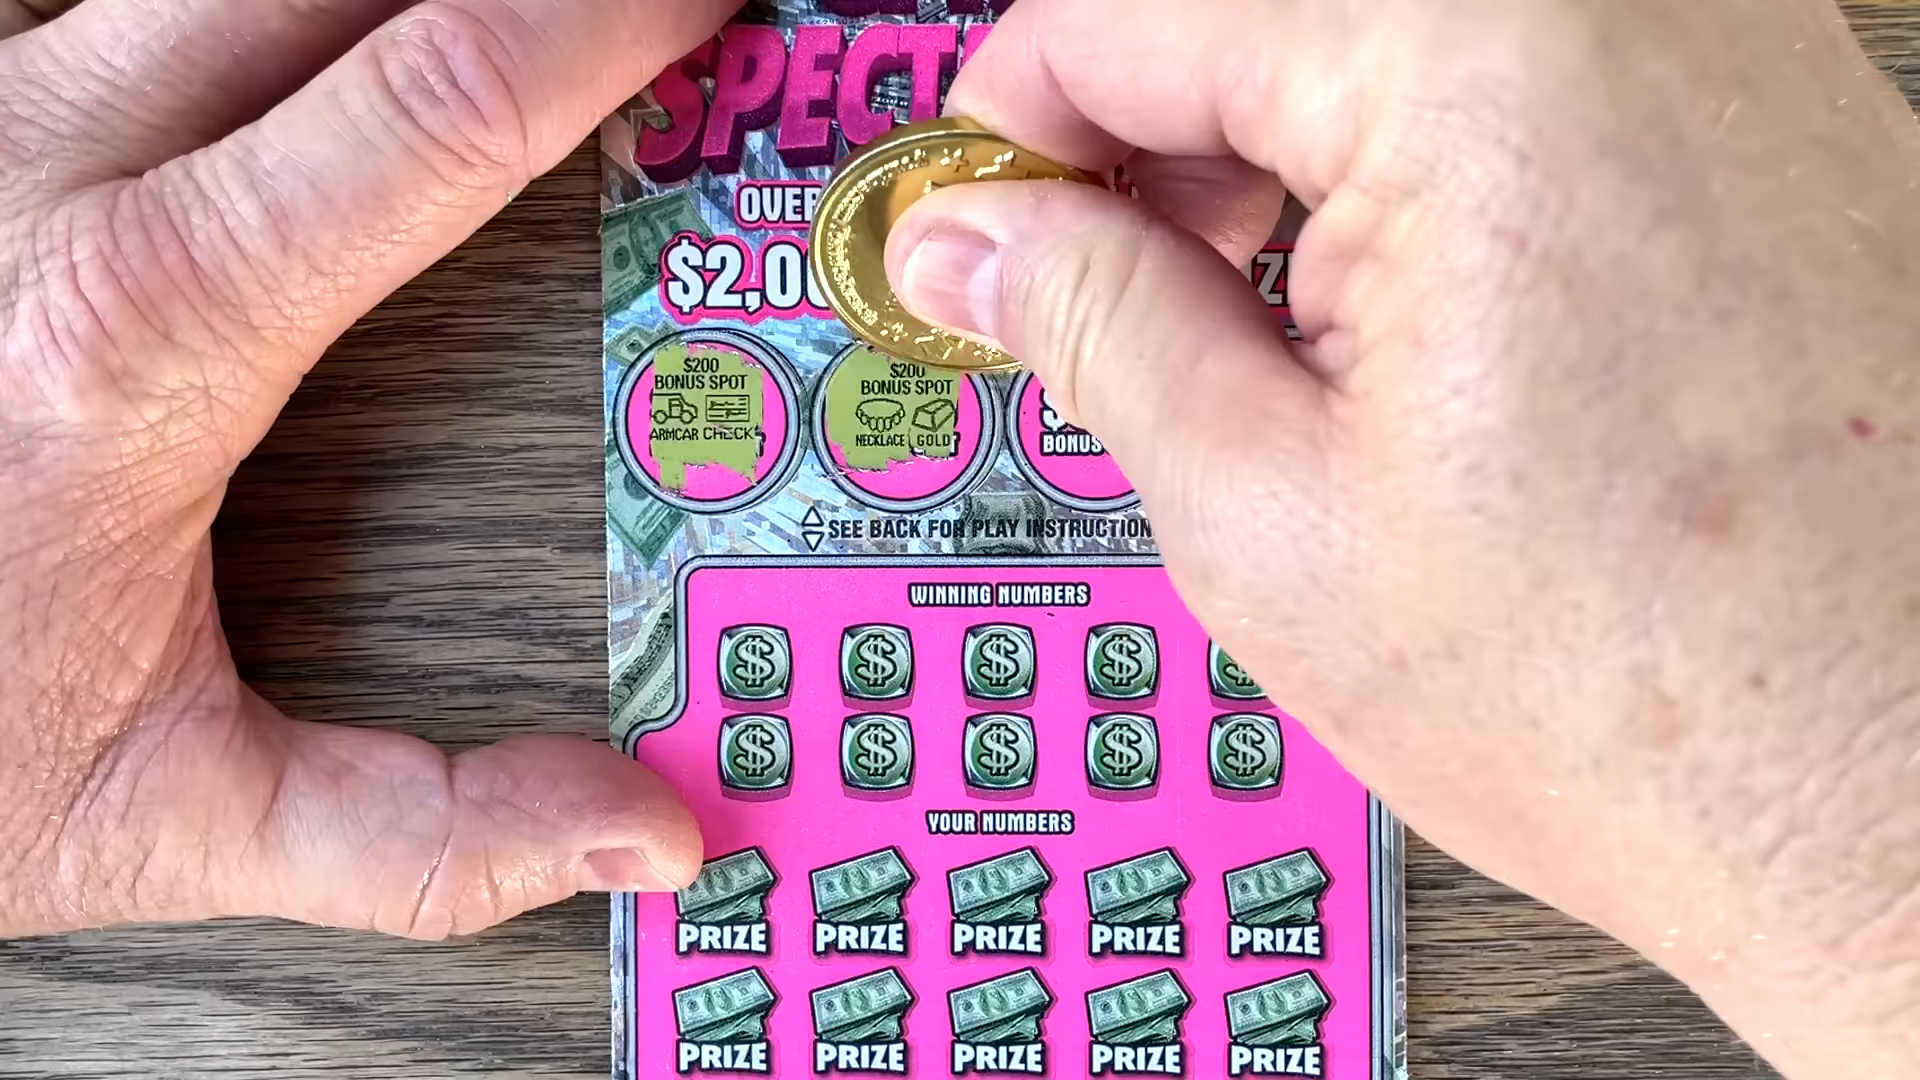 SPECT
OVER
$2,00
$200
BONUS SPOT
ARMCAR CHECK
$200
BONUS SPOT
NECKLACE GOLD
BONUS
SEE BACK FOR PLAY INSTRUCTION
WINNING NUMBERS
YOUR NUMBERS
PRIZE PRIZE PRIZE PRIZE PRIZE
PRIZE PRIZE PRIZE PRIZE PRIZE